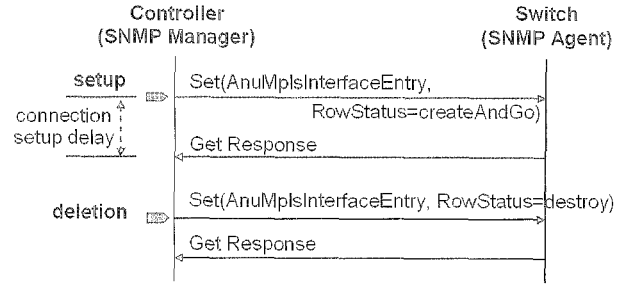 Controller
(SNMP Manager)
Switch
(SNMP Agent)
setup
Set(AnuMplsInterfaceEntry,
RowStatus=createAndGo)
connection
setup delay
Get Response
deletion
Set(AnuMplsInterfaceEntry, RowStatus=destroy)
Get Response